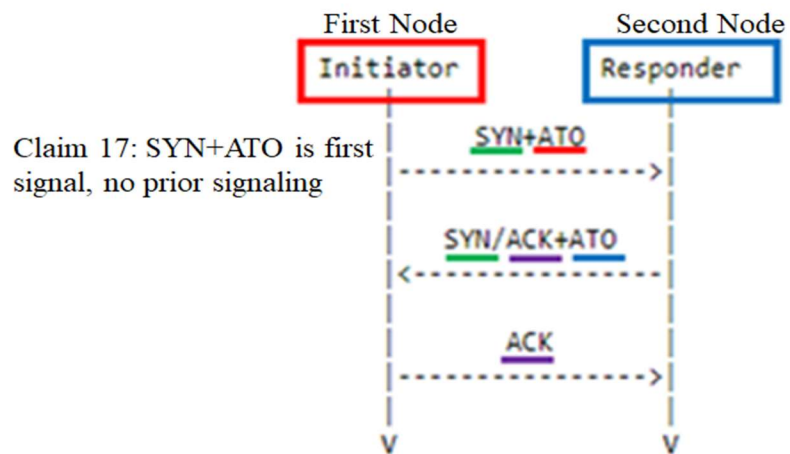 First Node Second Node
Initiator Responder
SYN+ATO
Claim 17: SYN+ATO is first
signal, no prior signaling
SYN/ACK+ATO
ACK
V V